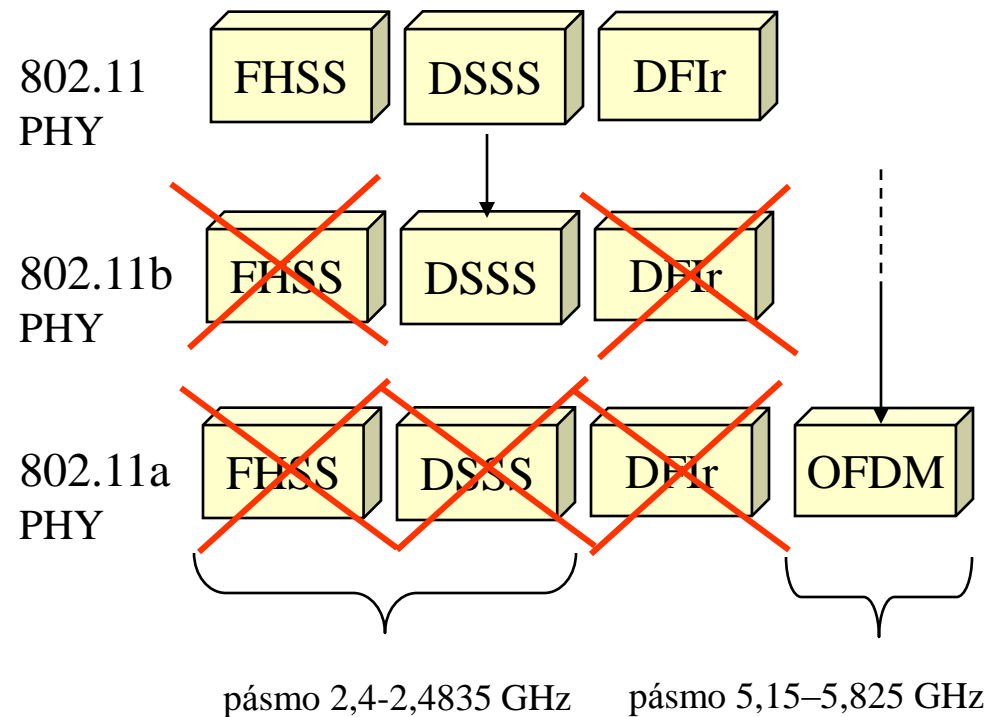 802.11
PHY
FHSS DSSS DFIr
802.11b
PHY
FHSS DSSS DFIr
802.11a
PHY
FHSS DSSS DFIr OFDM
pásmo 2,4-2,4835 GHz pásmo 5,15–5,825 GHz